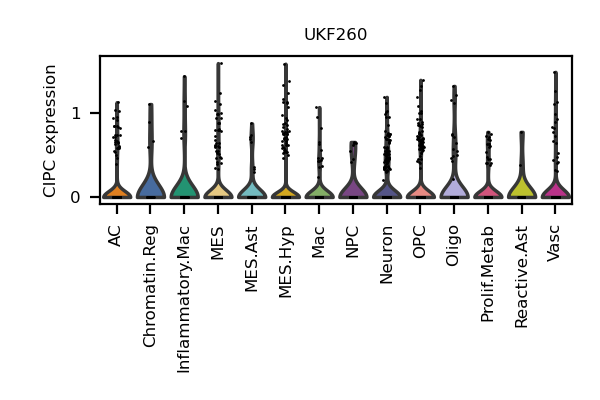 UKF260
CIPC expression
1
0
AC
Chromatin.Reg
Inflammatory.Mac
MES
MES.Ast
MES.Hyp
Mac
NPC
Neuron
OPC
Oligo
Prolif.Metab
Reactive.Ast
Vasc